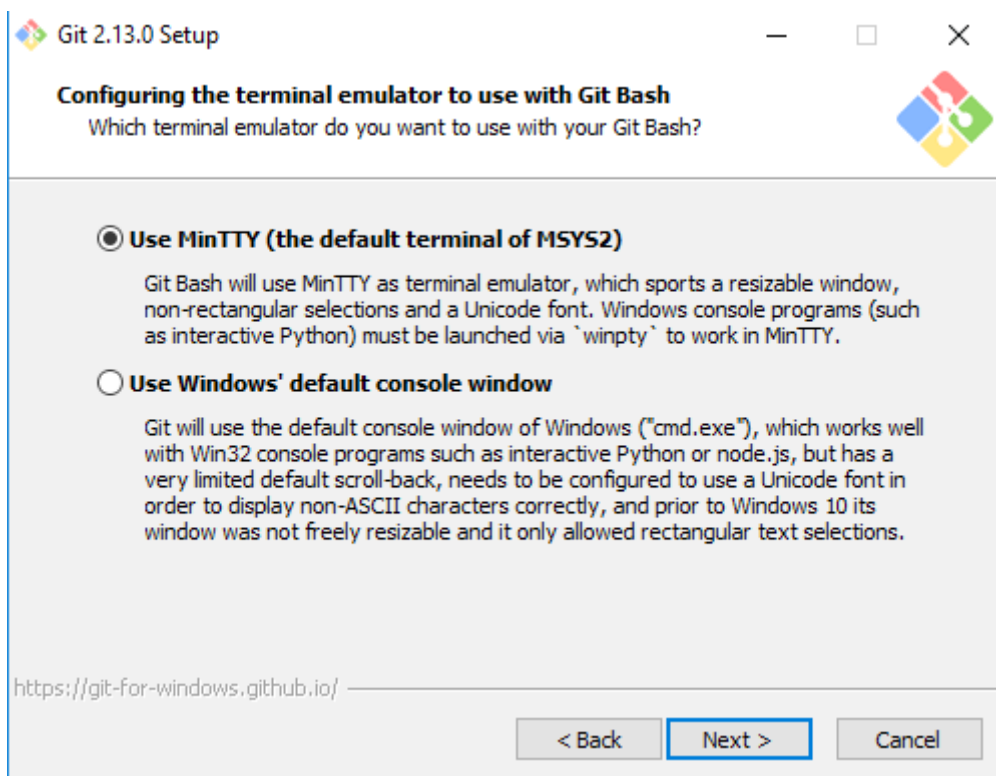 Git 2.13.0 Setup
Configuring the terminal emulator to use with Git Bash
Which terminal emulator do you want to use with your Git Bash?
Use MinTTY (the default terminal of MSYS2)
Git Bash will use MinTTY as terminal emulator, which sports a resizable window,
non-rectangular selections and a Unicode font. Windows console programs (such
as interactive Python) must be launched via `winpty` to work in MinTTY.
Use Windows' default console window
Git will use the default console window of Windows ("cmd.exe"), which works well
with Win32 console programs such as interactive Python or node.js, but has a
very limited default scroll-back, needs to be configured to use a Unicode font in
order to display non-ASCII characters correctly, and prior to Windows 10 its
window was not freely resizable and it only allowed rectangular text selections.
https://git-for-windows.github.io/
< Back Next > Cancel